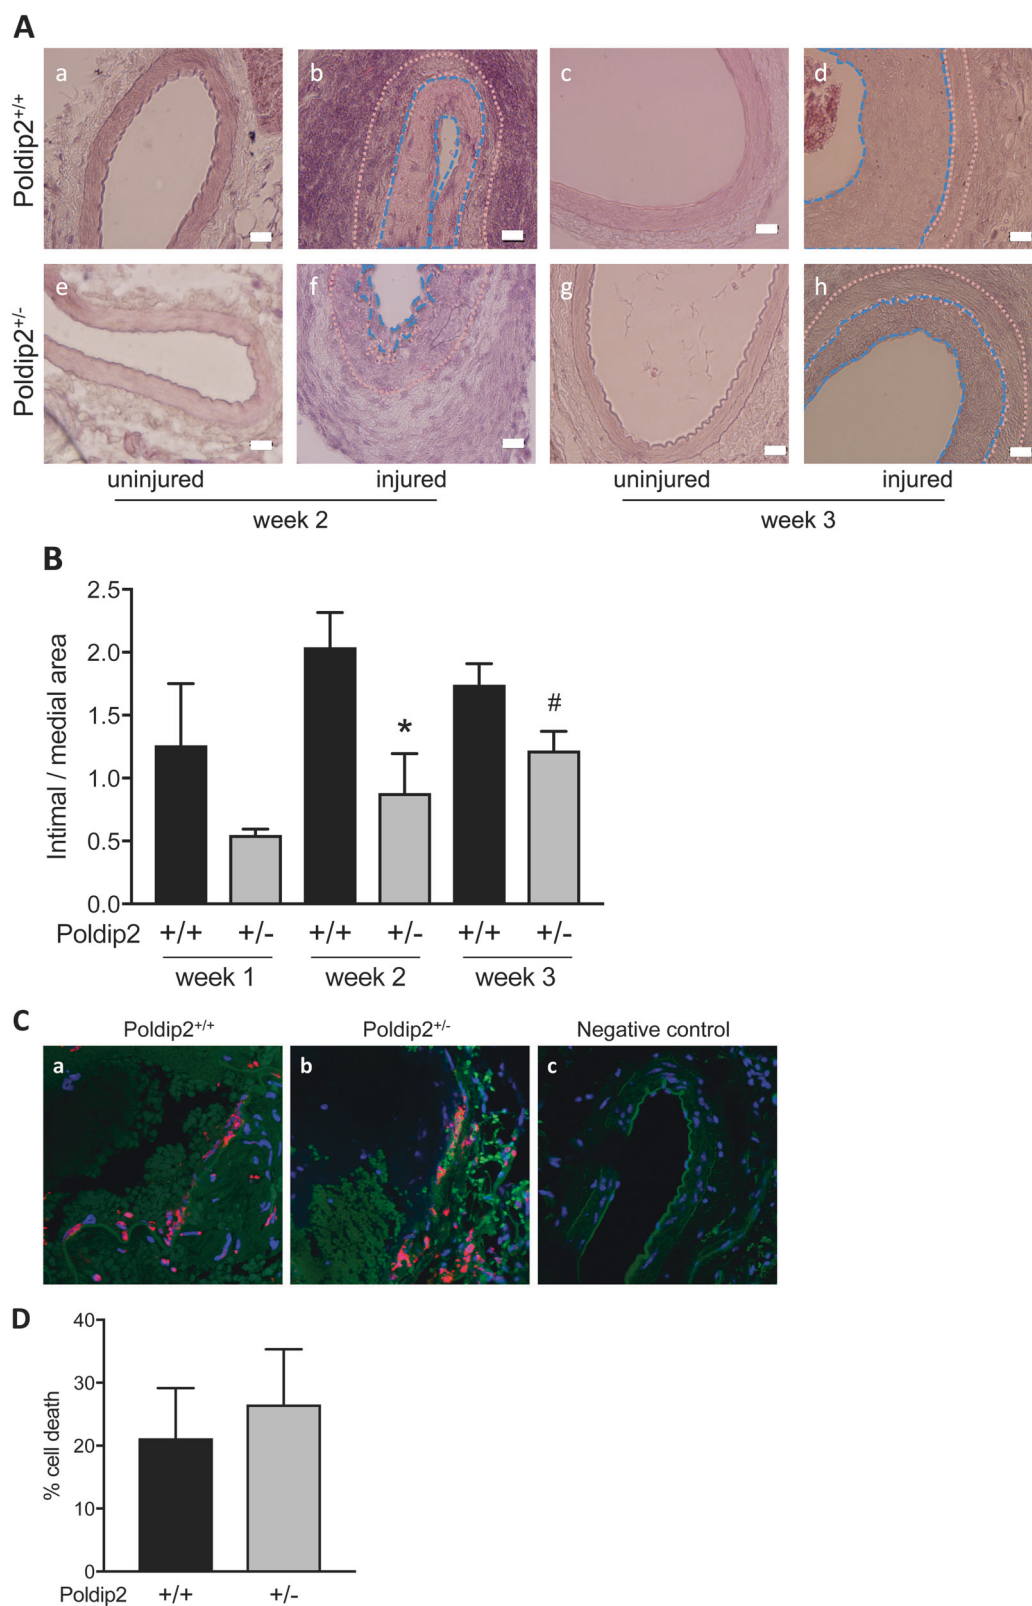 A
Poldip2+/+
a
b
c
d
Poldip2+/-
e
f
g
h
uninjured injured uninjured injured
week 2 week 3
B
Intimal / medial area
2.5
2.0
*
#
1.5
1.0
0.5
0.0
Poldip2 +/+ +/- +/+ +/- +/+ +/-
week 1 week 2 week 3
C
Poldip2+/+ Poldip2+/- Negative control
a b c
D
% cell death
40
30
20
10
0
Poldip2 +/+ +/-